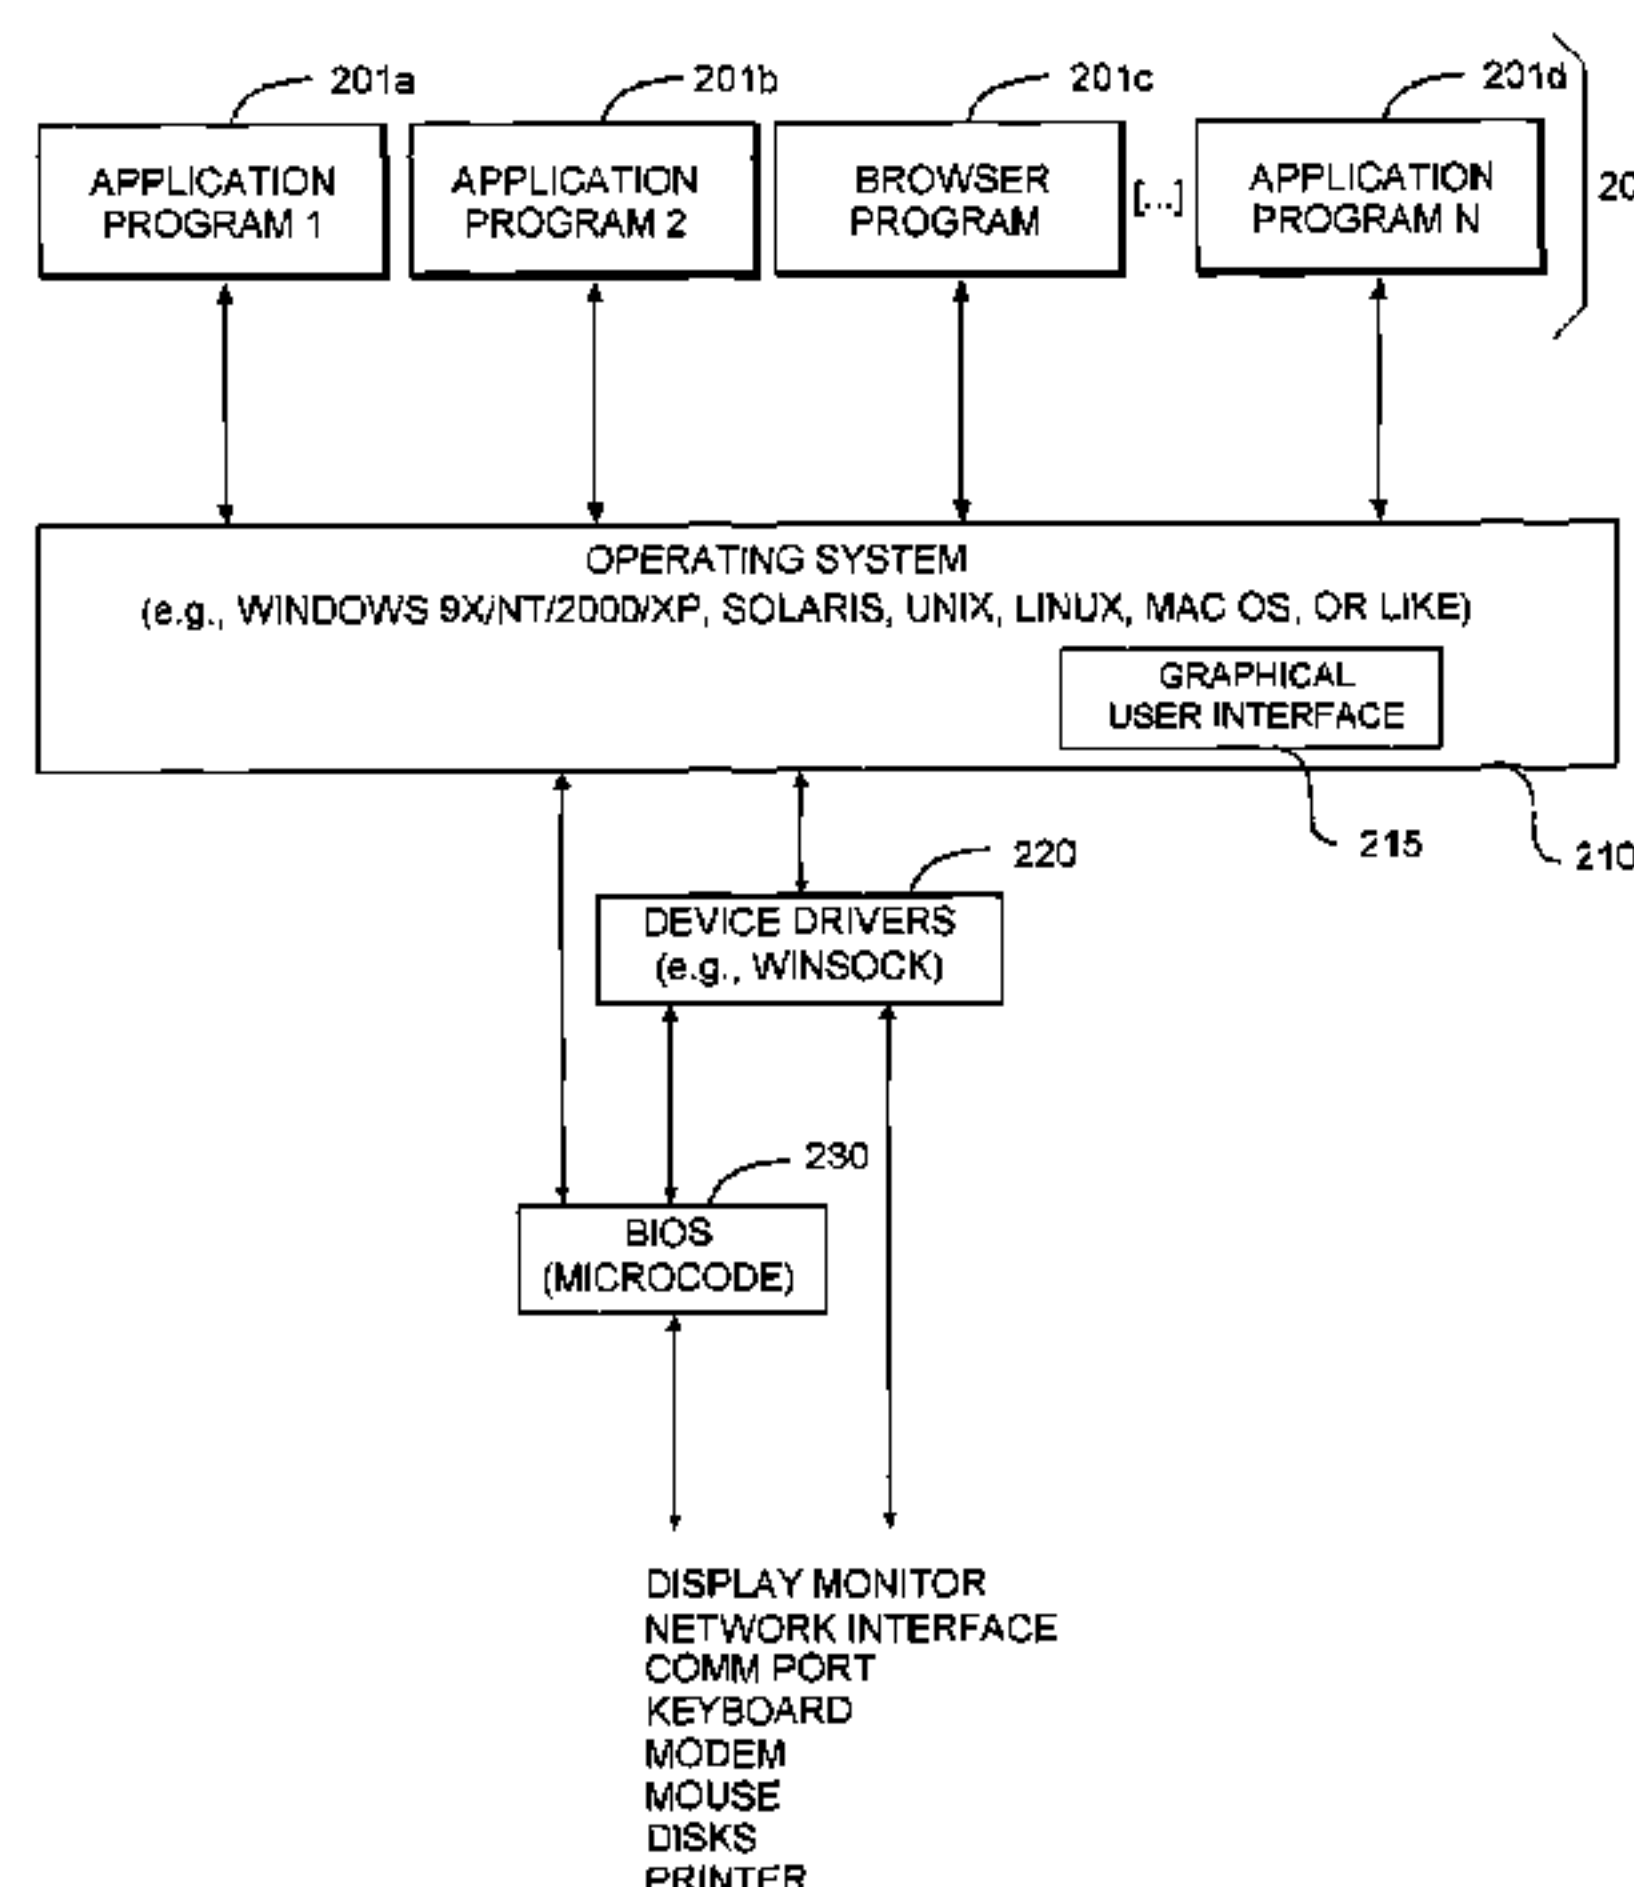 201a
201b
201c
201d
APPLICATION
PROGRAM 1
APPLICATION
PROGRAM 2
BROWSER
PROGRAM
[...]
APPLICATION
PROGRAM N
20
OPERATING SYSTEM
(e.g., WINDOWS 9X/NT/2000/XP, SOLARIS, UNIX, LINUX, MAC OS, OR LIKE)
GRAPHICAL
USER INTERFACE
215
210
220
DEVICE DRIVERS
(e.g., WINSOCK)
230
BIOS
(MICROCODE)
DISPLAY MONITOR
NETWORK INTERFACE
COMM PORT
KEYBOARD
MODEM
MOUSE
DISKS
PRINTER